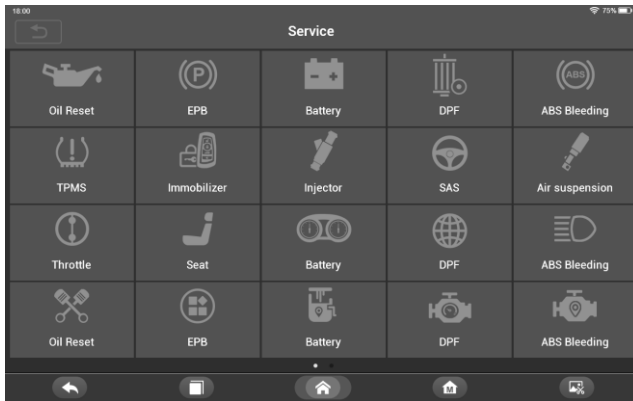 18:00
75%
Service
Oil Reset
EPB
Battery
DPF
ABS Bleeding
TPMS
Immobilizer
Injector
SAS
Air suspension
Throttle
Seat
Battery
DPF
ABS Bleeding
Oil Reset
EPB
Battery
DPF
ABS Bleeding